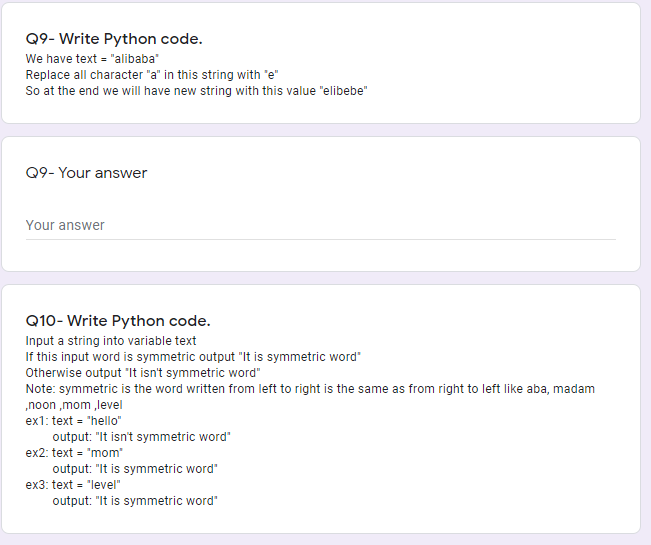 Q9- Write Python code.
We have text = "alibaba"
Replace all character "a" in this string with "e"
So at the end we will have new string with this value "elibebe"
Q9- Your answer
Your answer
Q10- Write Python code.
Input a string into variable text
If this input word is symmetric output "It is symmetric word"
Otherwise output "It isn't symmetric word"
Note: symmetric is the word written from left to right is the same as from right to left like aba, madam
,noon ,mom ,level
ex1: text = "hello"
output: "It isn't symmetric word"
ex2: text = "mom"
output: "It is symmetric word"
ex3: text = "level"
output: "It is symmetric word"